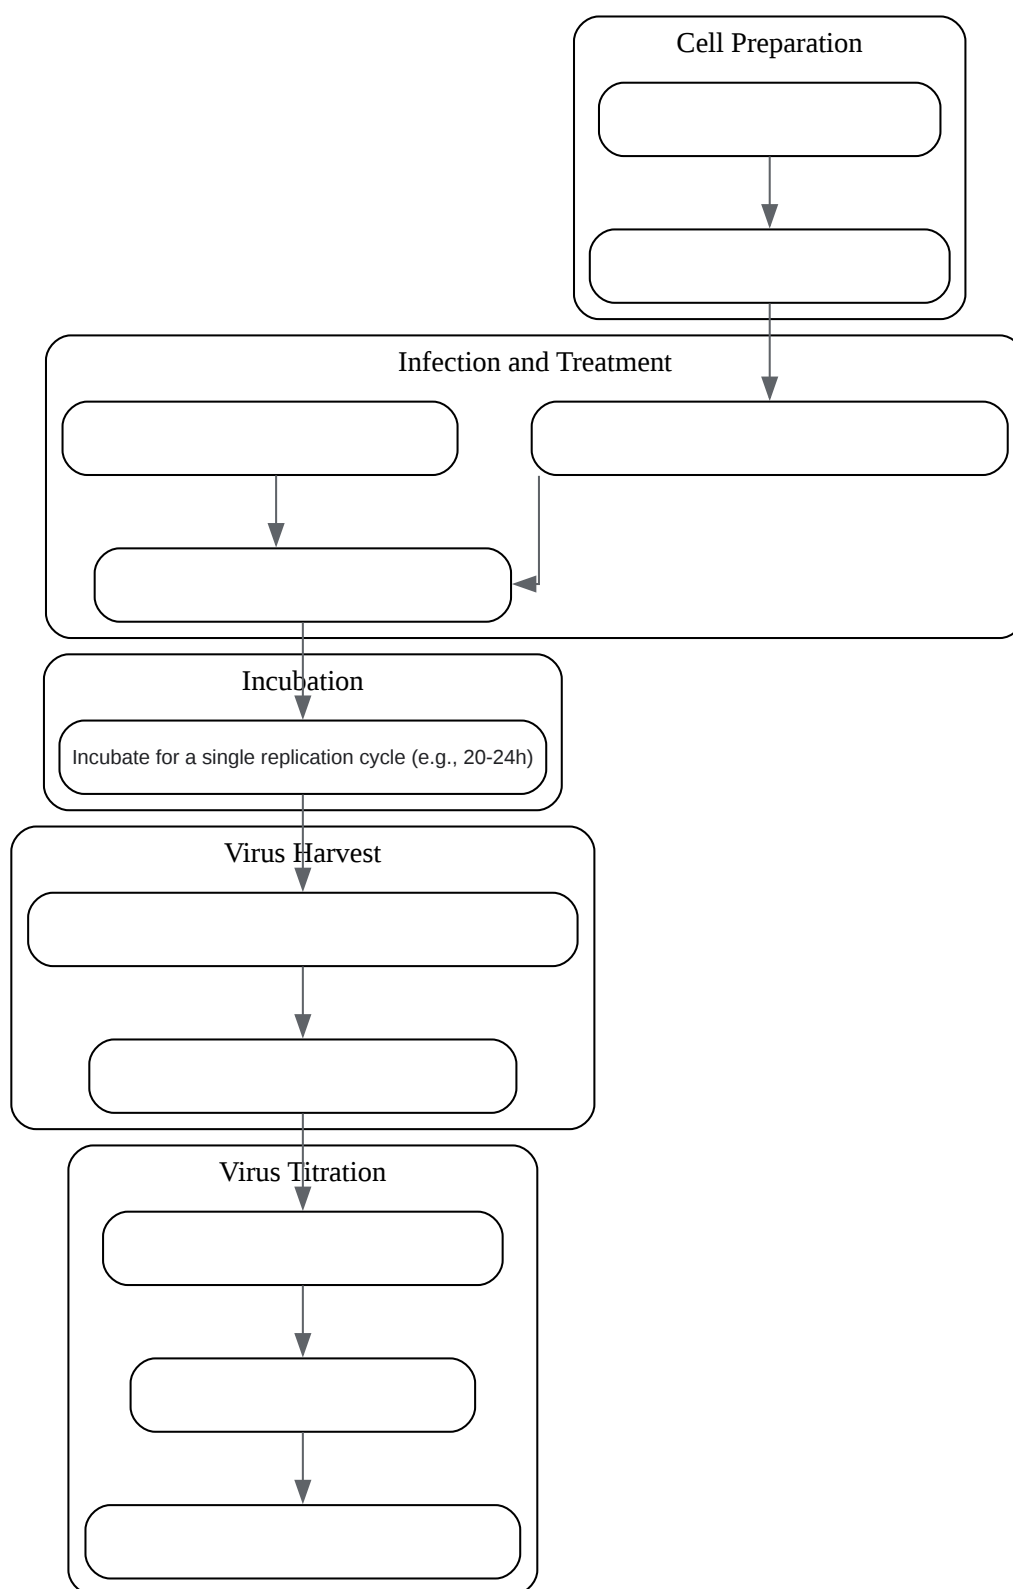 Cell Preparation
Infection and Treatment
Incubation
Incubate for a single replication cycle (e.g., 20-24h)
Virus Harvest
Virus Titration